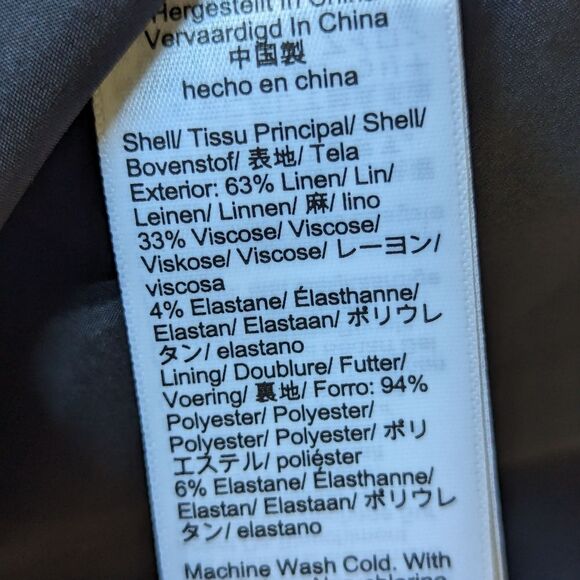 Hergestellt In China
Vervaardigd In China
中国製
hecho en china
Shell/ Tissu Principal/ Shell/
Bovenstof/ 表地/ Tela
Exterior: 63% Linen/ Lin/
Leinen/ Linnen/ 麻/ lino
33% Viscose/ Viscose/
Viskose/ Viscose/ レーヨン/
viscosa
4% Elastane/ Élasthanne/
Elastan/ Elastaan/ ポリウレ
タン/ elastano
Lining/ Doublure/ Futter/
Voering/ 裏地/ Forro: 94%
Polyester/ Polyester/
Polyester/ Polyester/ ポリ
エステル/ poliéster
6% Elastane/ Élasthanne/
Elastan/ Elastaan/ ポリウレ
タン/ elastano
Machine Wash Cold. With